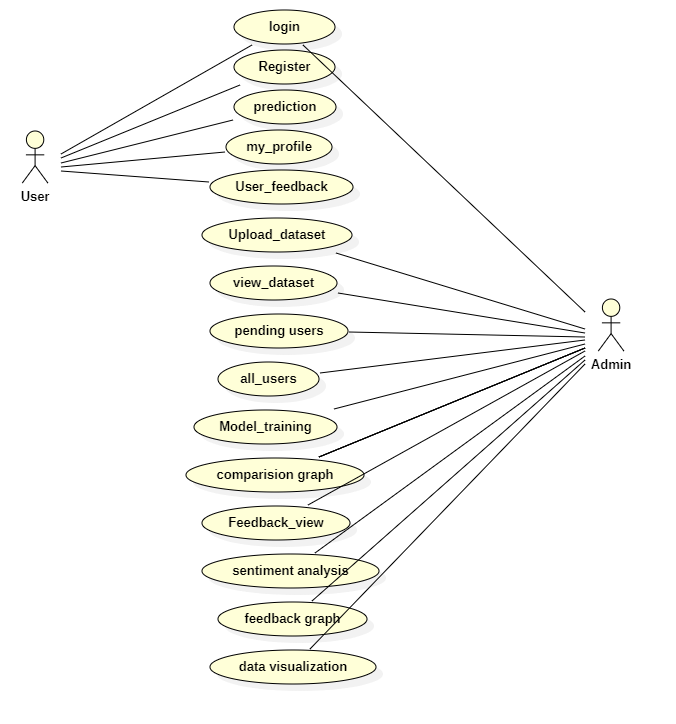 login
Register
prediction
my_profile
User_feedback
User
Upload_dataset
view_dataset
pending users
all_users
Admin
Model_training
comparision graph
Feedback_view
sentiment analysis
feedback graph
data visualization